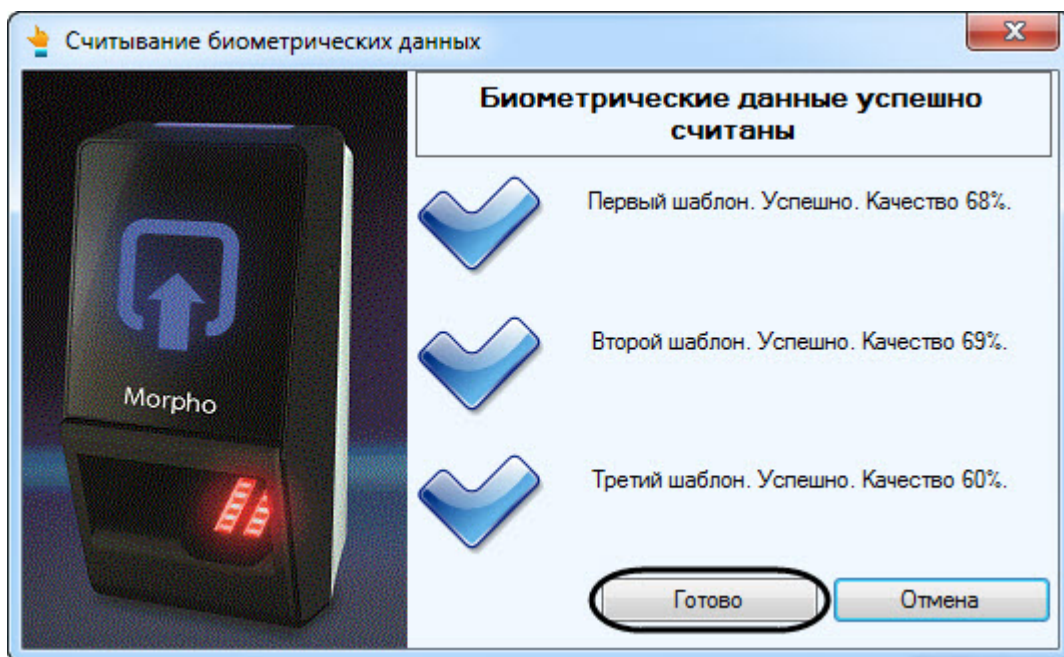 Считывание биометрических данных
Биометрические данные успешно
считаны
Первый шаблон. Успешно. Качество 68%.
Второй шаблон. Успешно. Качество 69%.
Morpho
Третий шаблон. Успешно. Качество 60%.
Готово
Отмена